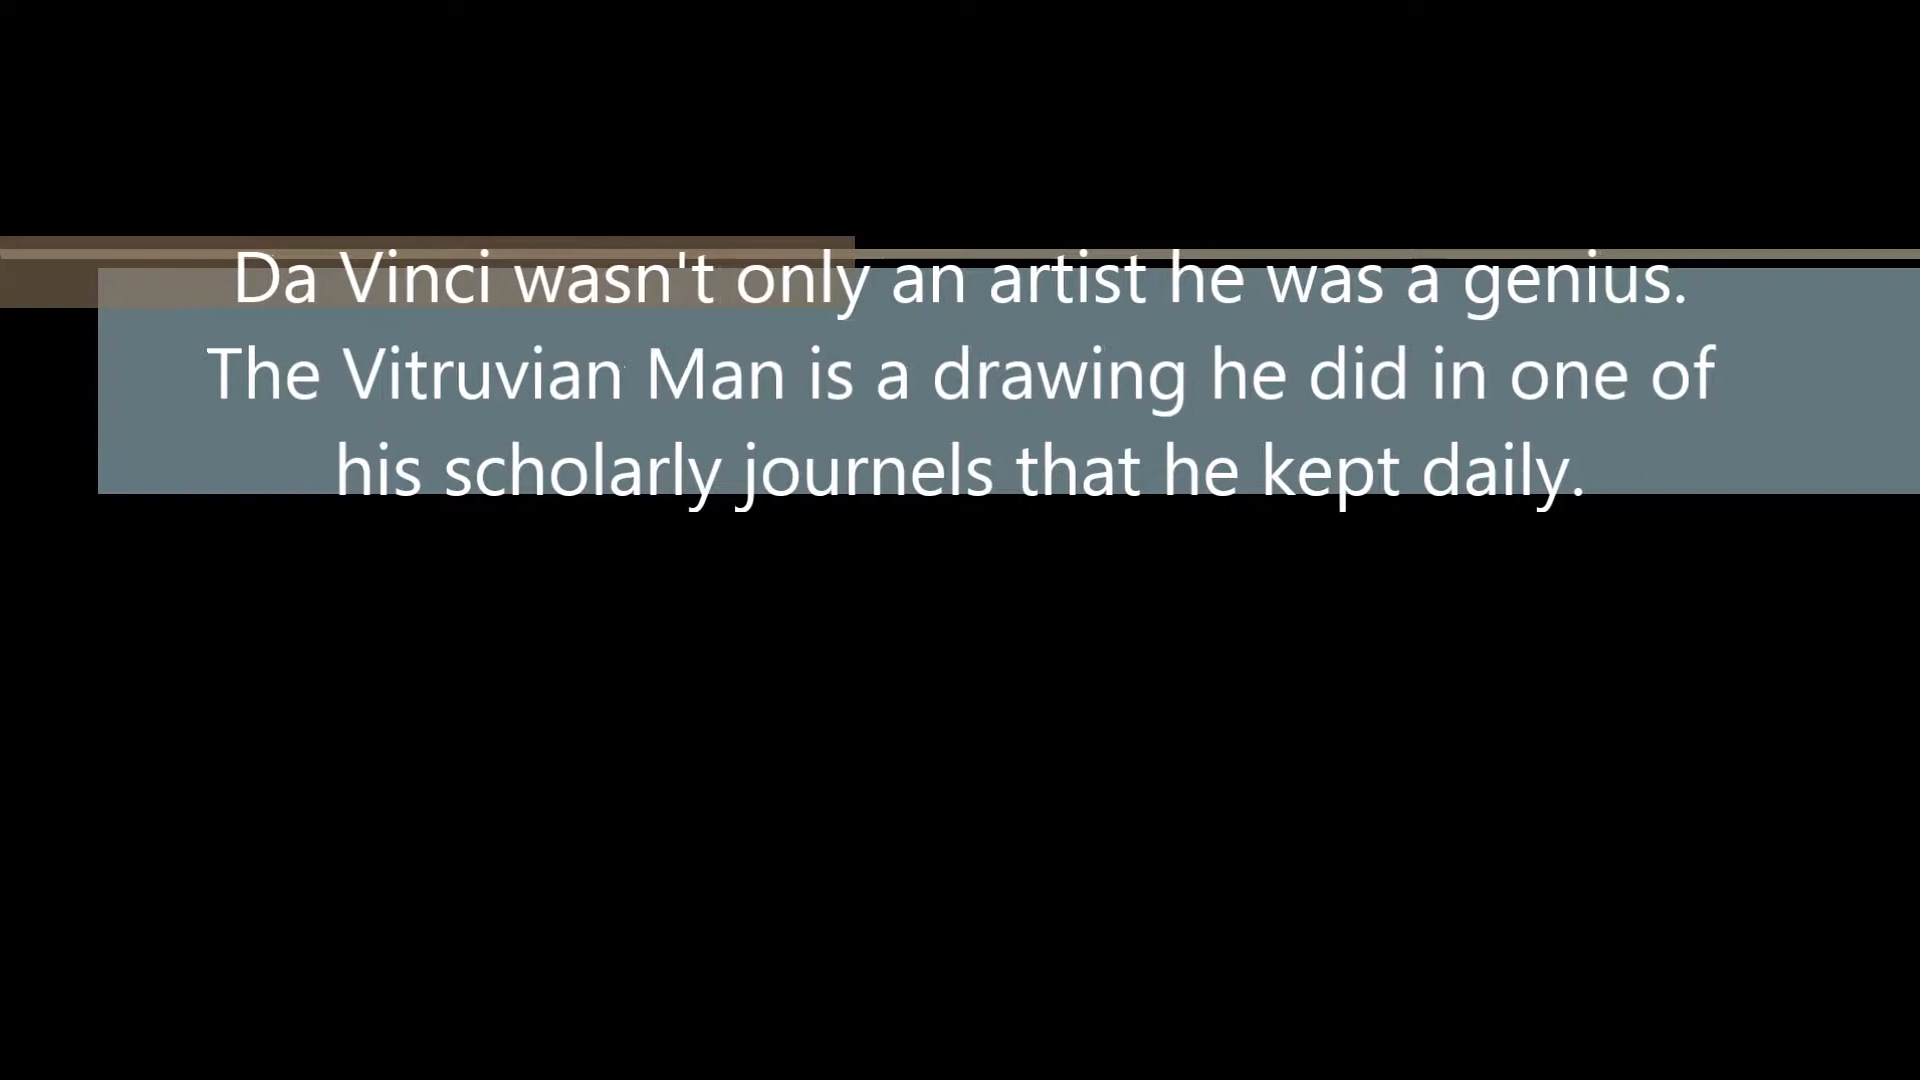 Da Vinci wasn't only an artist he was a genius.
The Vitruvian Man is a drawing he did in one of
his scholarly journels that he kept daily.